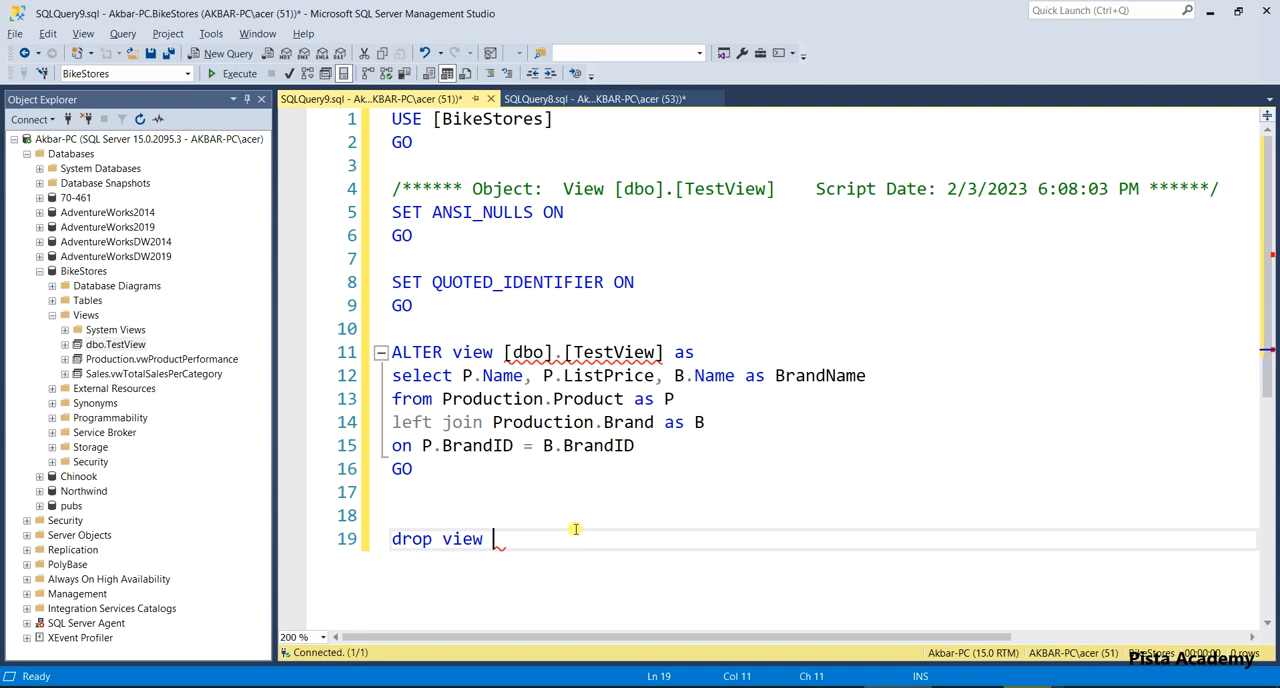 SQLQuery9.sql - Akbar-PC.BikeStores (AKBAR-PC\acer (51))* - Microsoft SQL Server Management Studio
Quick Launch (Ctrl+Q)
File Edit View Query Project Tools Window Help
New Query
BikeStores
Execute
Object Explorer
SQLQuery9.sql - Ak...KBAR-PC\acer (51))*
SQLQuery8.sql - Ak...KBAR-PC\acer (53))*
Connect
Akbar-PC (SQL Server 15.0.2095.3 - AKBAR-PC\acer)
Databases
System Databases
Database Snapshots
70-461
AdventureWorks2014
AdventureWorks2019
AdventureWorksDW2014
AdventureWorksDW2019
BikeStores
Database Diagrams
Tables
Views
System Views
dbo.TestView
Production.vwProductPerformance
Sales.vwTotalSalesPerCategory
External Resources
Synonyms
Programmability
Service Broker
Storage
Security
Chinook
Northwind
pubs
Security
Server Objects
Replication
PolyBase
Always On High Availability
Management
Integration Services Catalogs
SQL Server Agent
XEvent Profiler
1 USE [BikeStores]
2 GO
3
4 /****** Object:  View [dbo].[TestView]    Script Date: 2/3/2023 6:08:03 PM ******/
5 SET ANSI_NULLS ON
6 GO
7
8 SET QUOTED_IDENTIFIER ON
9 GO
10
11 ALTER view [dbo].[TestView] as
12 select P.Name, P.ListPrice, B.Name as BrandName
13 from Production.Product as P
14 left join Production.Brand as B
15 on P.BrandID = B.BrandID
16 GO
17
18
19 drop view
200 %
Connected. (1/1)
Akbar-PC (15.0 RTM) AKBAR-PC\acer (51) BikeStores 00:00:00 0 rows
Pista Academy
Ready
Ln 19 Col 11 Ch 11 INS